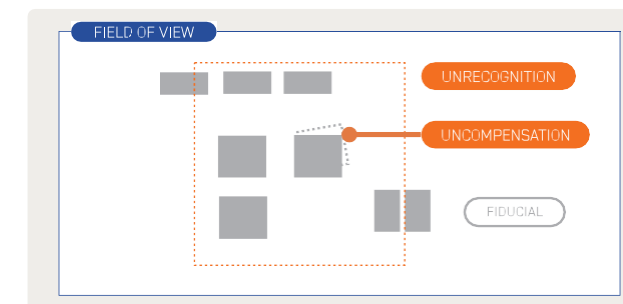 FIELD OF VIEW
UNRECOGNITION
UNCOMPENSATION
FIDUCIAL